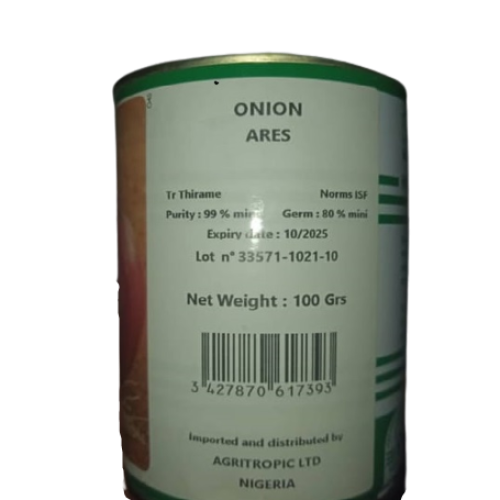 ONION
ARES
Tr Thirame Norms ISF
Purity : 99 % mini Germ : 80 % mini
Expiry date : 10/2025
Lot n° 33571-1021-10
Net Weight : 100 Grs
3 427870 617393
Imported and distributed by
AGRITROPIC LTD
NIGERIA